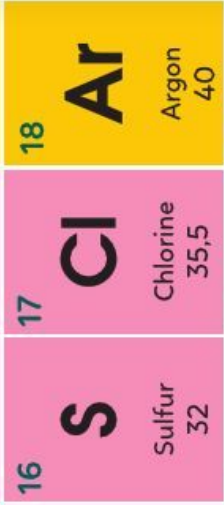 16
S
Sulfur
32
17
Cl
Chlorine
35,5
18
Ar
Argon
40